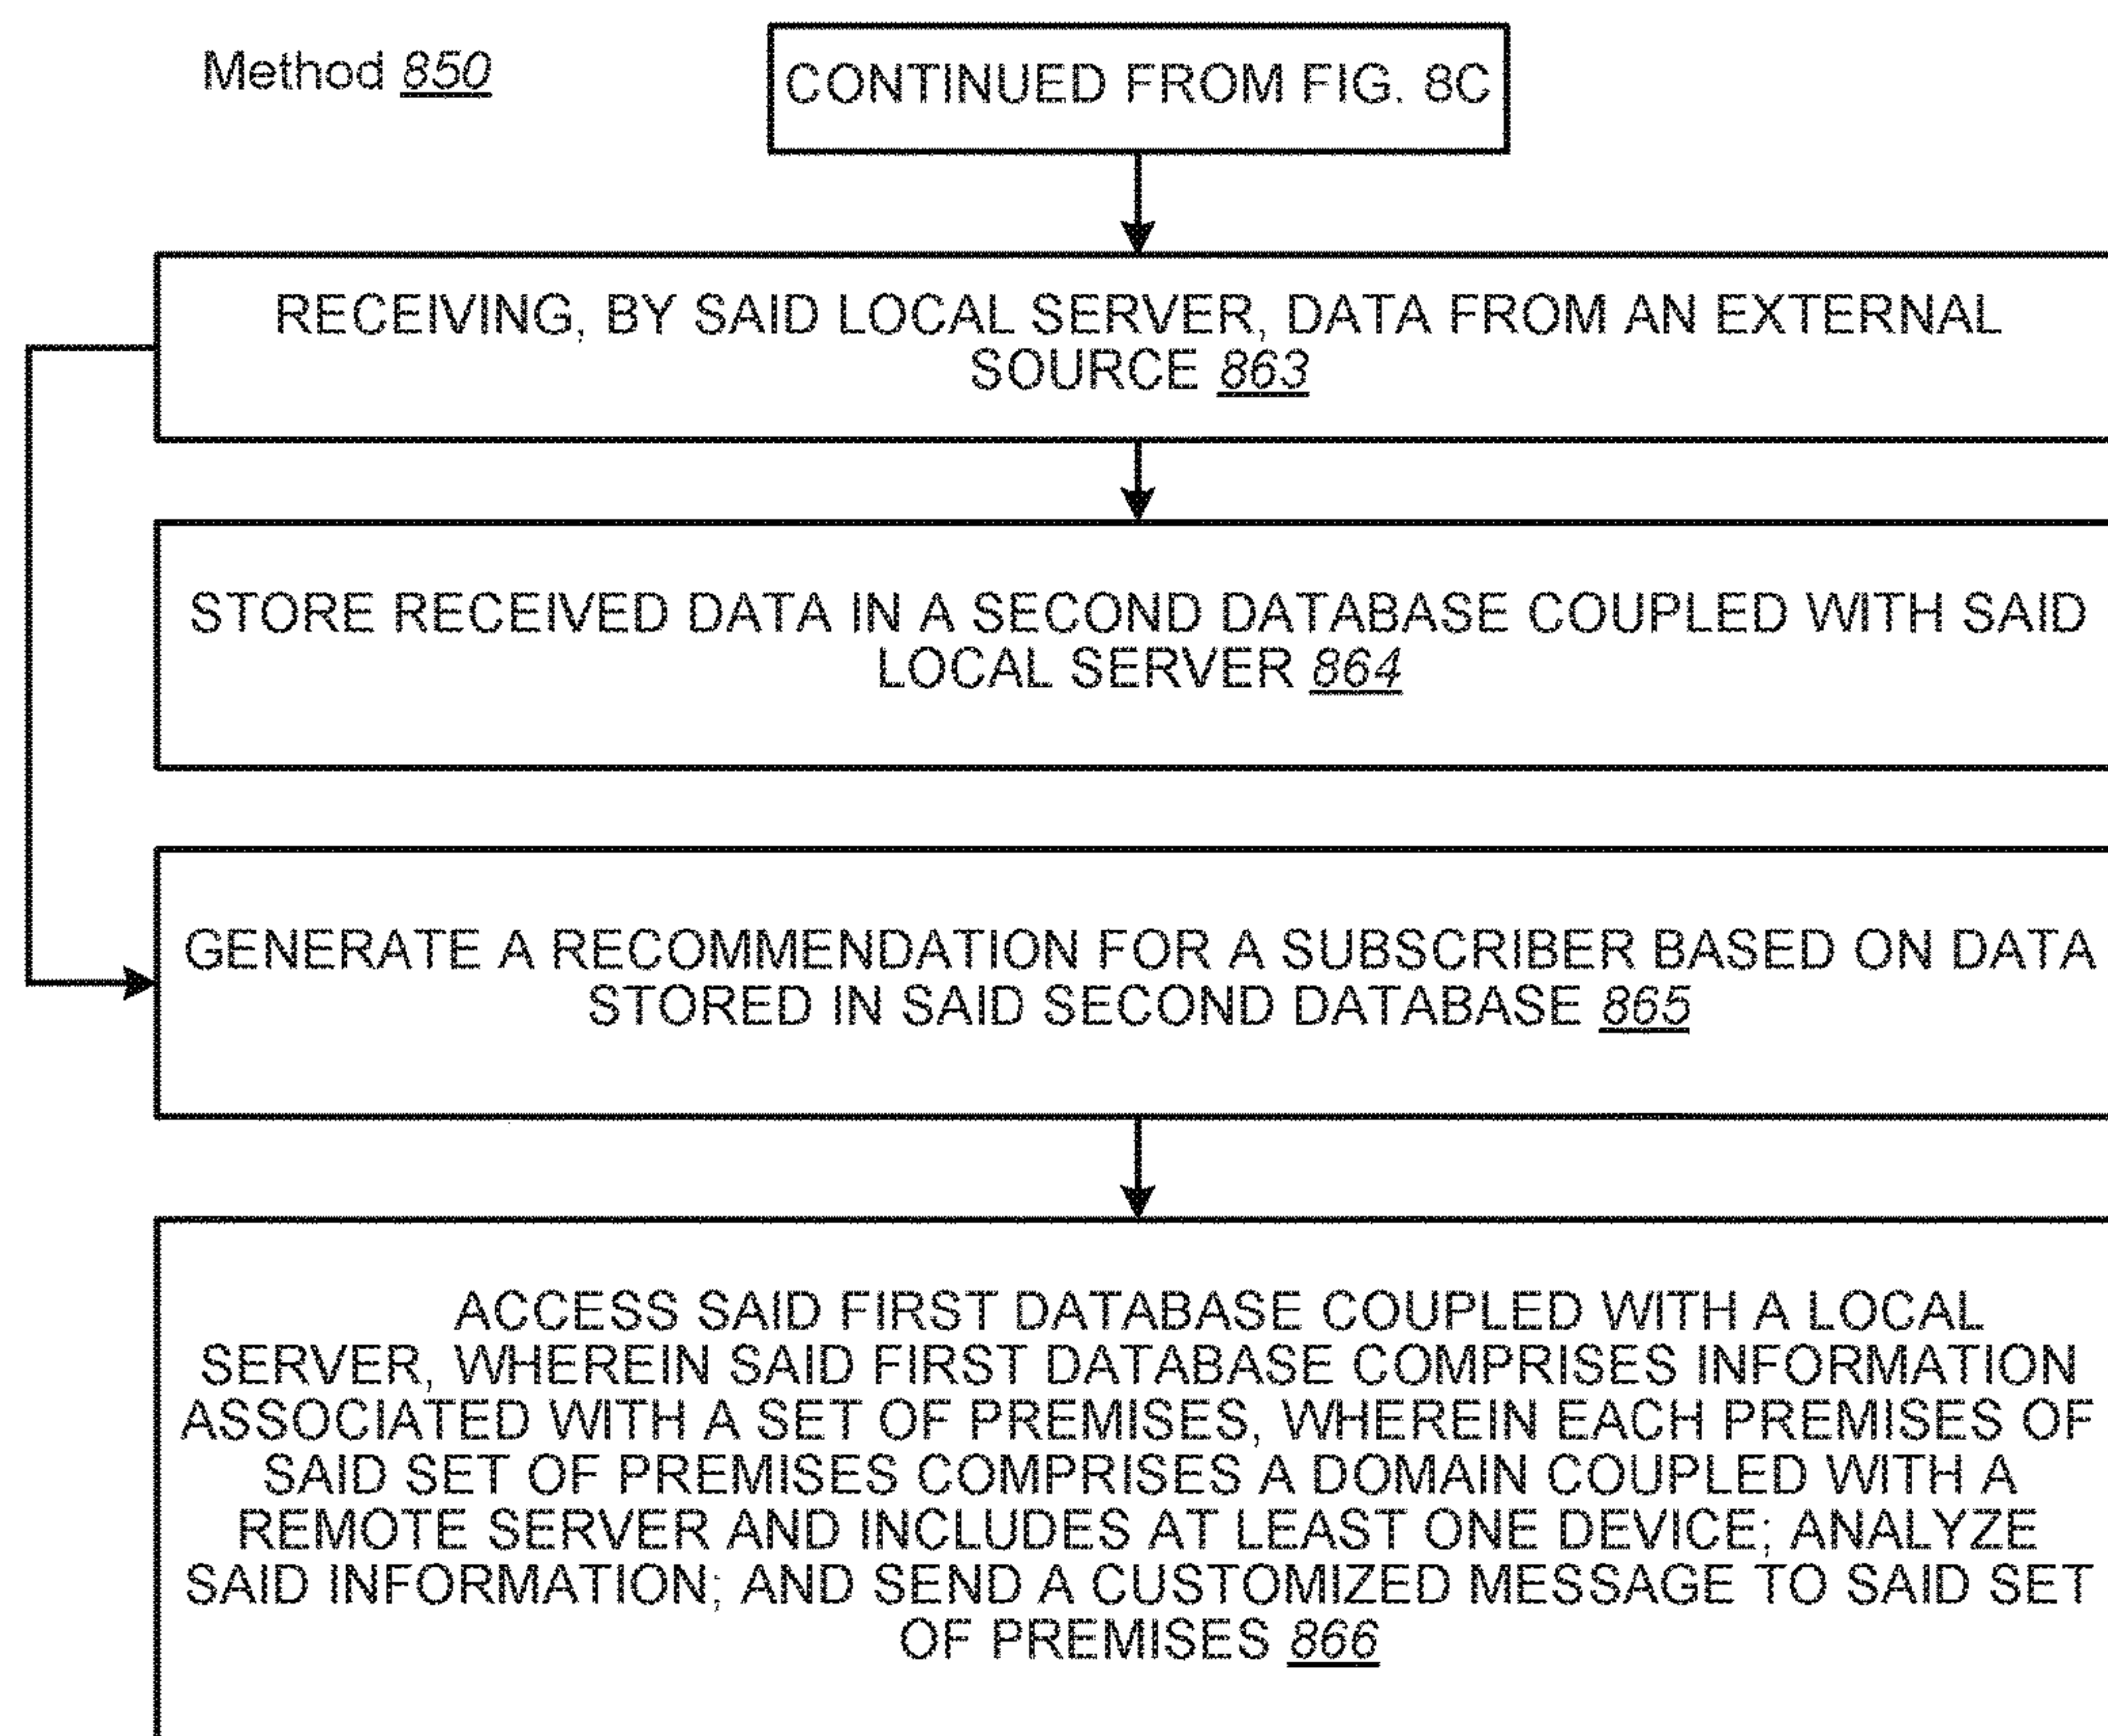 Method 850
CONTINUED FROM FIG. 8C
RECEIVING, BY SAID LOCAL SERVER, DATA FROM AN EXTERNAL
SOURCE 863
STORE RECEIVED DATA IN A SECOND DATABASE COUPLED WITH SAID
LOCAL SERVER 864
GENERATE A RECOMMENDATION FOR A SUBSCRIBER BASED ON DATA
STORED IN SAID SECOND DATABASE 865
ACCESS SAID FIRST DATABASE COUPLED WITH A LOCAL
SERVER, WHEREIN SAID FIRST DATABASE COMPRISES INFORMATION
ASSOCIATED WITH A SET OF PREMISES, WHEREIN EACH PREMISES OF
SAID SET OF PREMISES COMPRISES A DOMAIN COUPLED WITH A
REMOTE SERVER AND INCLUDES AT LEAST ONE DEVICE; ANALYZE
SAID INFORMATION; AND SEND A CUSTOMIZED MESSAGE TO SAID SET
OF PREMISES 866